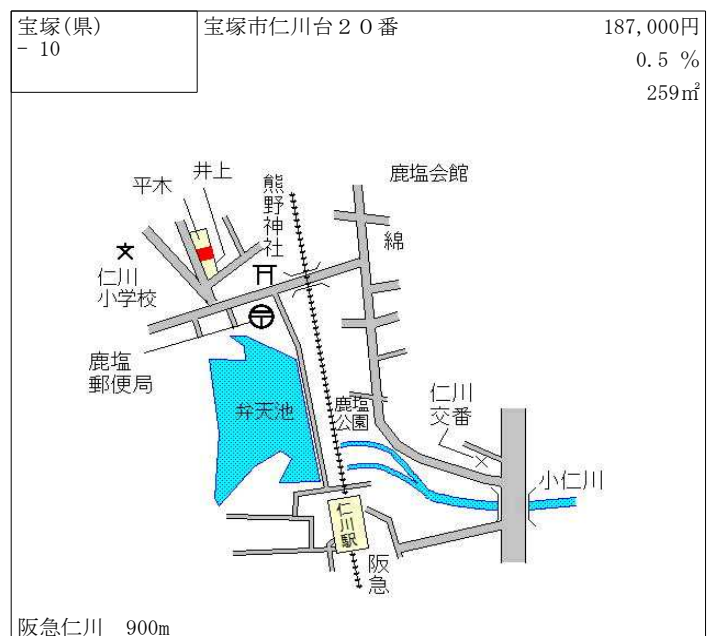 宝塚(県)
- 10
宝塚市仁川台２０番
187,000円
0.5 %
259㎡
平木
井上
熊野神社
鹿塩会館
綿
仁川
小学校
鹿塩
郵便局
弁天池
鹿塩
公園
仁川
交番
小仁川
仁川駅
阪急
阪急仁川　900m